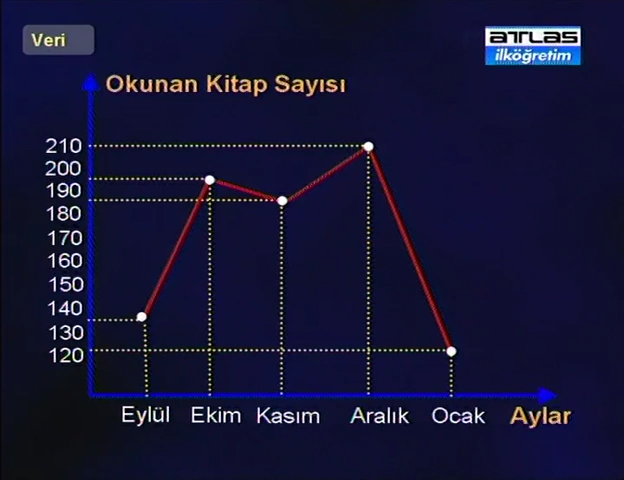 Veri
ATLAS
ilköğretim
Okunan Kitap Sayısı
210
200
190
180
170
160
150
140
130
120
Eylül Ekim Kasım Aralık Ocak Aylar